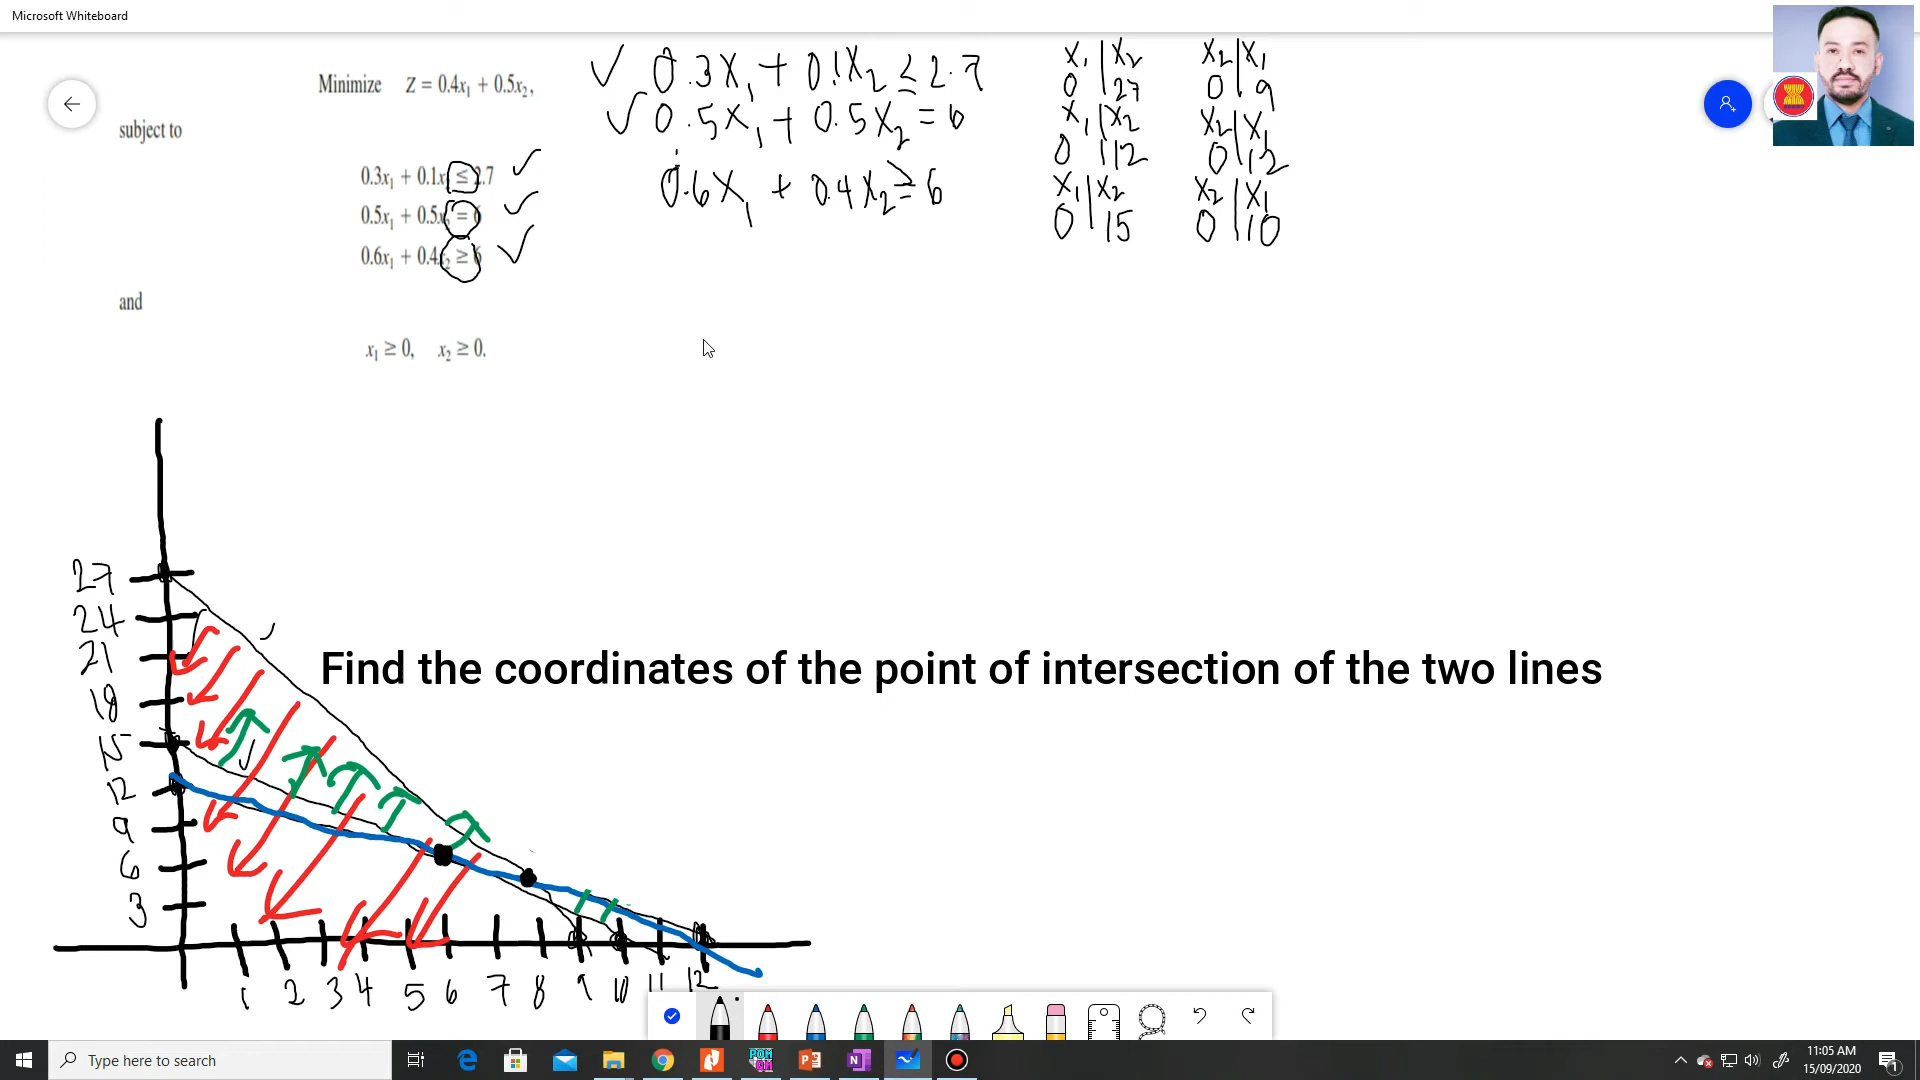 Microsoft Whiteboard
Minimize Z = 0.4x₁ + 0.5x₂,
subject to
0.3x₁ + 0.1x ≤ 2.7
0.5x₁ + 0.5x₂ = 6
0.6x₁ + 0.4x₂ ≥ 6
and
x₁ ≥ 0, x₂ ≥ 0.
0.3X₁ + 0.1X₂ ≤ 2.7
0.5X₁ + 0.5X₂ = 6
0.6X₁ + 0.4X₂ ≥ 6
X₁ | X₂
0 | 27
X₁ | X₂
0 | 12
X₁ | X₂
0 | 15
X₂ | X₁
0 | 9
X₂ | X₁
0 | 12
X₂ | X₁
0 | 10
27
24
21
18
15
12
9
6
3
1 2 3 4 5 6 7 8 9 10 11 12
Find the coordinates of the point of intersection of the two lines
Type here to search
POM QM
11:05 AM
15/09/2020
1